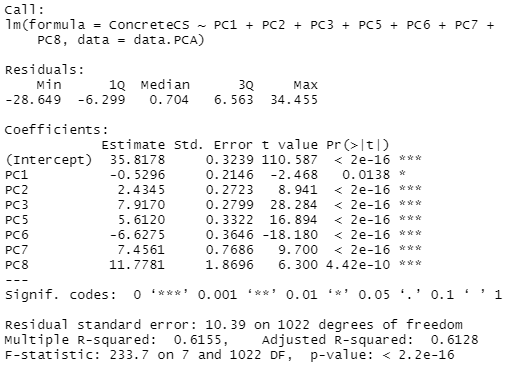 Call:
lm(formula = ConcreteCS ~ PC1 + PC2 + PC3 + PC5 + PC6 + PC7 +
    PC8, data = data.PCA)
Residuals:
    Min      1Q  Median      3Q     Max
-28.649  -6.299   0.704   6.563  34.455
Coefficients:
            Estimate Std. Error t value Pr(>|t|)
(Intercept)  35.8178     0.3239 110.587  < 2e-16 ***
PC1          -0.5296     0.2146  -2.468   0.0138 *
PC2           2.4345     0.2723   8.941  < 2e-16 ***
PC3           7.9170     0.2799  28.284  < 2e-16 ***
PC5           5.6120     0.3322  16.894  < 2e-16 ***
PC6          -6.6275     0.3646 -18.180  < 2e-16 ***
PC7           7.4561     0.7686   9.700  < 2e-16 ***
PC8          11.7781     1.8696   6.300 4.42e-10 ***
---
Signif. codes:  0 ‘***’ 0.001 ‘**’ 0.01 ‘*’ 0.05 ‘.’ 0.1 ‘ ’ 1
Residual standard error: 10.39 on 1022 degrees of freedom
Multiple R-squared:  0.6155,    Adjusted R-squared:  0.6128
F-statistic: 233.7 on 7 and 1022 DF,  p-value: < 2.2e-16